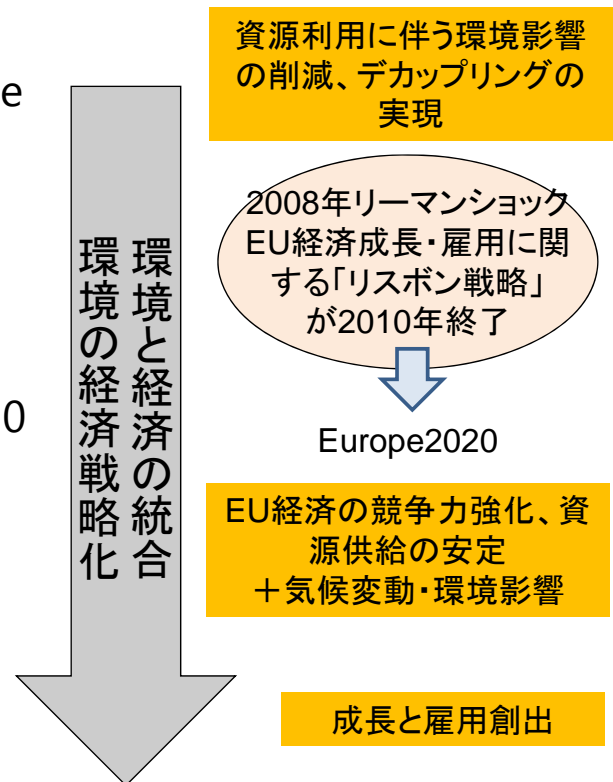 資源利用に伴う環境影響
の削減、デカップリングの
実現
e
2008年リーマンショック
EU経済成長・雇用に関
する「リスボン戦略」
が2010年終了
環境と経済の統合
環境の経済戦略化
0
Europe2020
EU経済の競争力強化、資
源供給の安定
＋気候変動・環境影響
成長と雇用創出